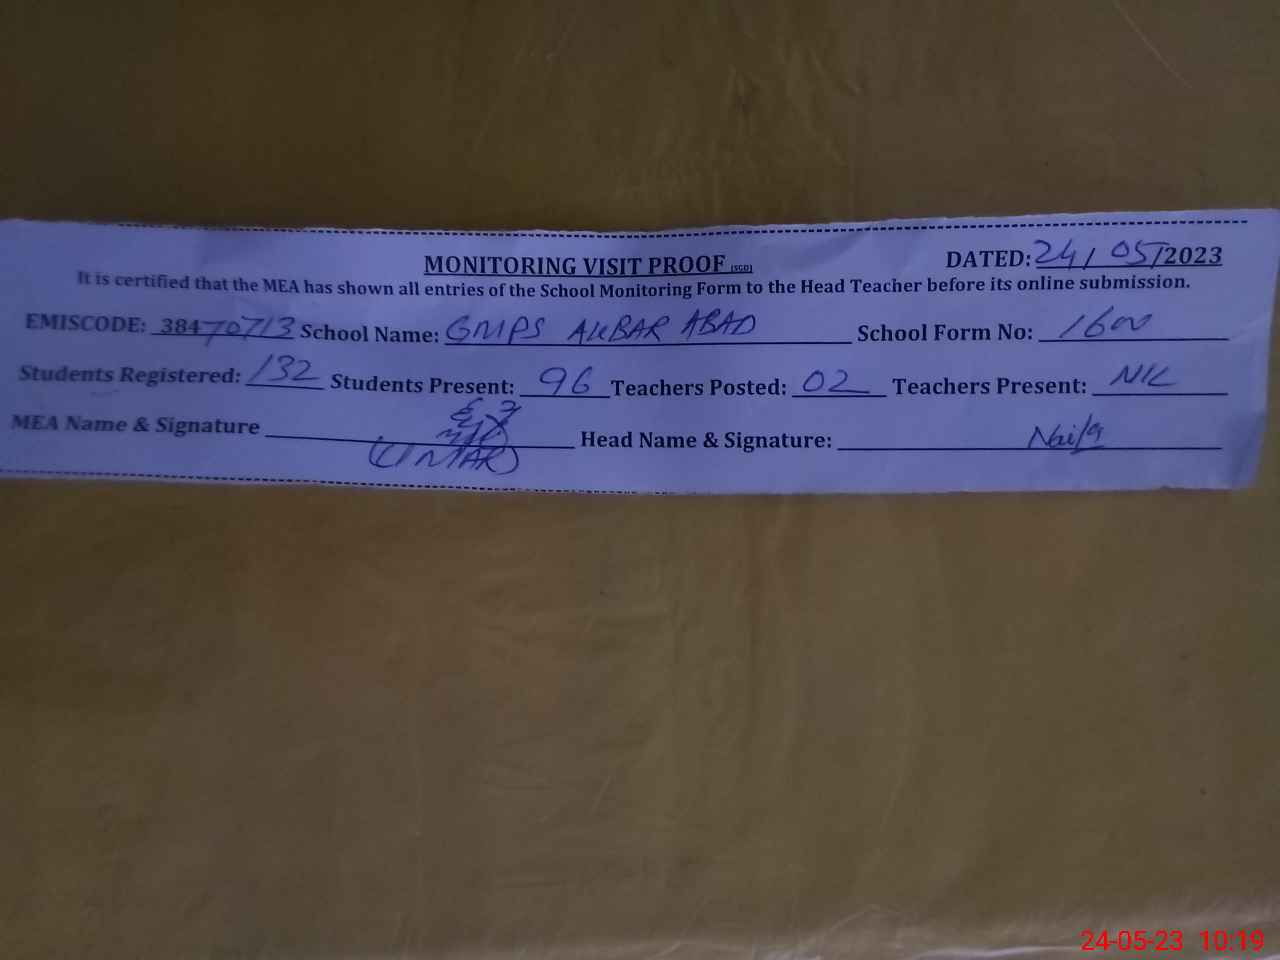 MONITORING VISIT PROOF (SGD) DATED: 24/05/2023
It is certified that the MEA has shown all entries of the School Monitoring Form to the Head Teacher before its online submission.
EMISCODE: 38470713 School Name: GMPS AKBAR ABAD School Form No: 1600
Students Registered: 132 Students Present: 96 Teachers Posted: 02 Teachers Present: NIL
MEA Name & Signature (UMAR) Head Name & Signature: Naila
24-05-23 10:19